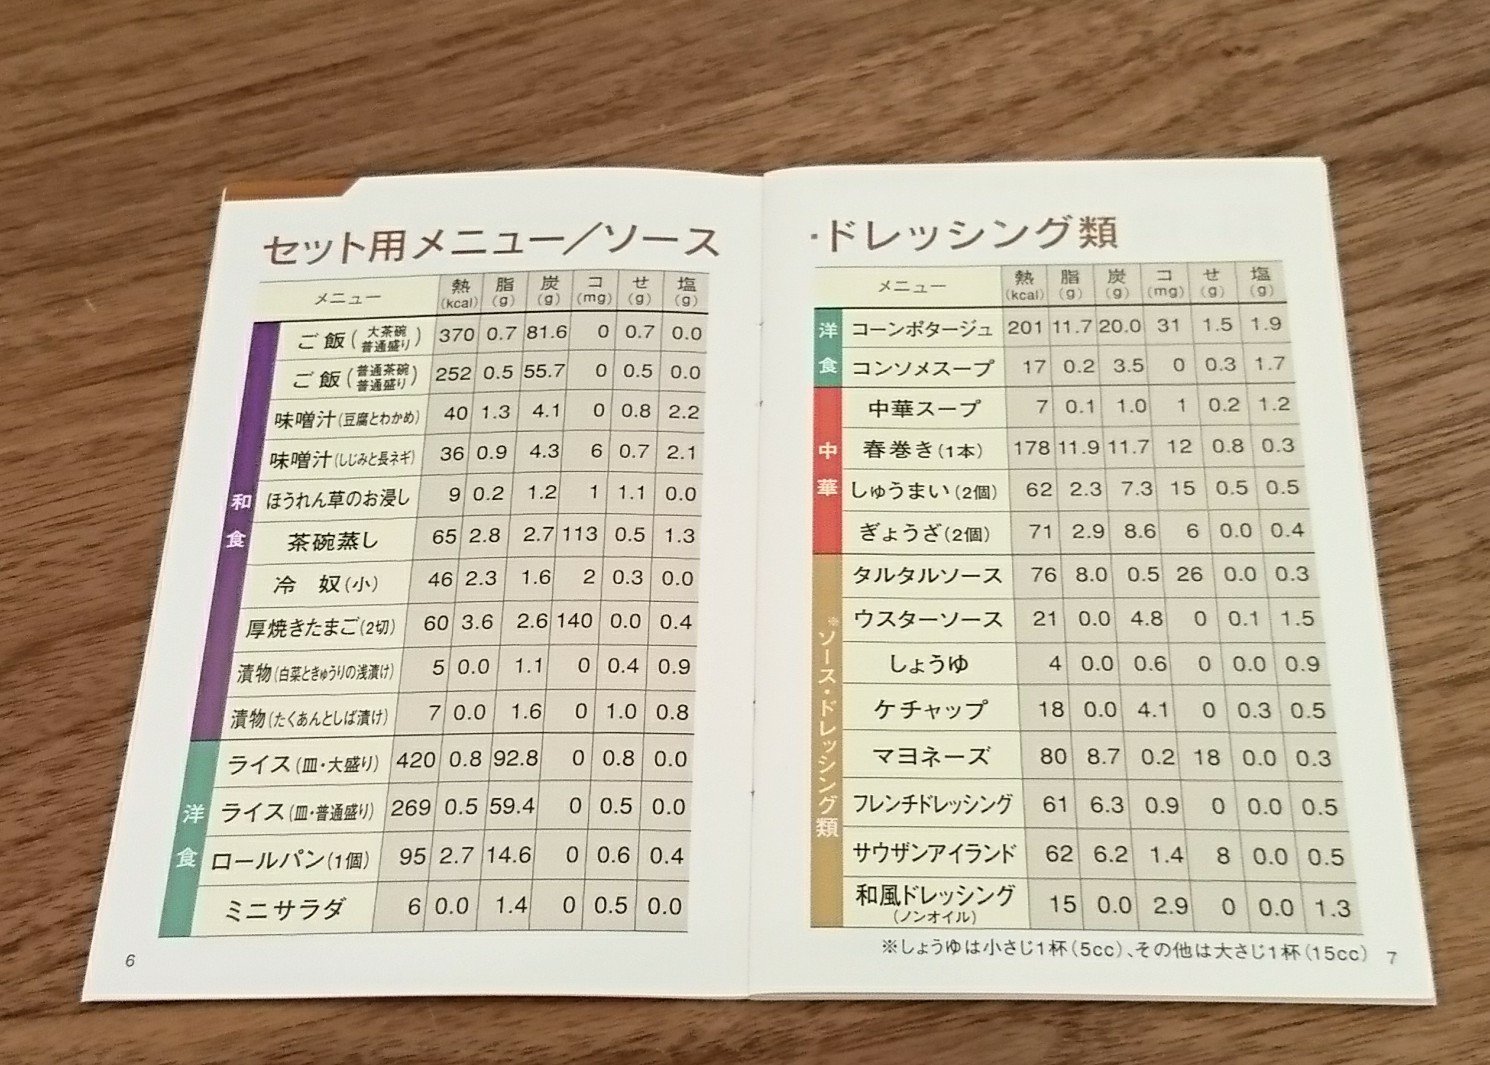 セット用メニュー/ソース
メニュー 熱(kcal) 脂(g) 炭(g) コ(mg) せ(g) 塩(g)
和食
ご飯(大茶碗 普通盛り) 370 0.7 81.6 0 0.7 0.0
ご飯(普通茶碗 普通盛り) 252 0.5 55.7 0 0.5 0.0
味噌汁(豆腐とわかめ) 40 1.3 4.1 0 0.8 2.2
味噌汁(しじみと長ネギ) 36 0.9 4.3 6 0.7 2.1
ほうれん草のお浸し 9 0.2 1.2 1 1.1 0.0
茶碗蒸し 65 2.8 2.7 113 0.5 1.3
冷奴(小) 46 2.3 1.6 2 0.3 0.0
厚焼きたまご(2切) 60 3.6 2.6 140 0.0 0.4
漬物(白菜ときゅうりの浅漬け) 5 0.0 1.1 0 0.4 0.9
漬物(たくあんとしば漬け) 7 0.0 1.6 0 1.0 0.8
洋食
ライス(皿・大盛り) 420 0.8 92.8 0 0.8 0.0
ライス(皿・普通盛り) 269 0.5 59.4 0 0.5 0.0
ロールパン(1個) 95 2.7 14.6 0 0.6 0.4
ミニサラダ 6 0.0 1.4 0 0.5 0.0
6
・ドレッシング類
メニュー 熱(kcal) 脂(g) 炭(g) コ(mg) せ(g) 塩(g)
洋食
コーンポタージュ 201 11.7 20.0 31 1.5 1.9
コンソメスープ 17 0.2 3.5 0 0.3 1.7
中華
中華スープ 7 0.1 1.0 1 0.2 1.2
春巻き(1本) 178 11.9 11.7 12 0.8 0.3
しゅうまい(2個) 62 2.3 7.3 15 0.5 0.5
ぎょうざ(2個) 71 2.9 8.6 6 0.0 0.4
※ソース・ドレッシング類
タルタルソース 76 8.0 0.5 26 0.0 0.3
ウスターソース 21 0.0 4.8 0 0.1 1.5
しょうゆ 4 0.0 0.6 0 0.0 0.9
ケチャップ 18 0.0 4.1 0 0.3 0.5
マヨネーズ 80 8.7 0.2 18 0.0 0.3
フレンチドレッシング 61 6.3 0.9 0 0.0 0.5
サウザンアイランド 62 6.2 1.4 8 0.0 0.5
和風ドレッシング(ノンオイル) 15 0.0 2.9 0 0.0 1.3
※しょうゆは小さじ1杯(5cc)、その他は大さじ1杯(15cc)
7